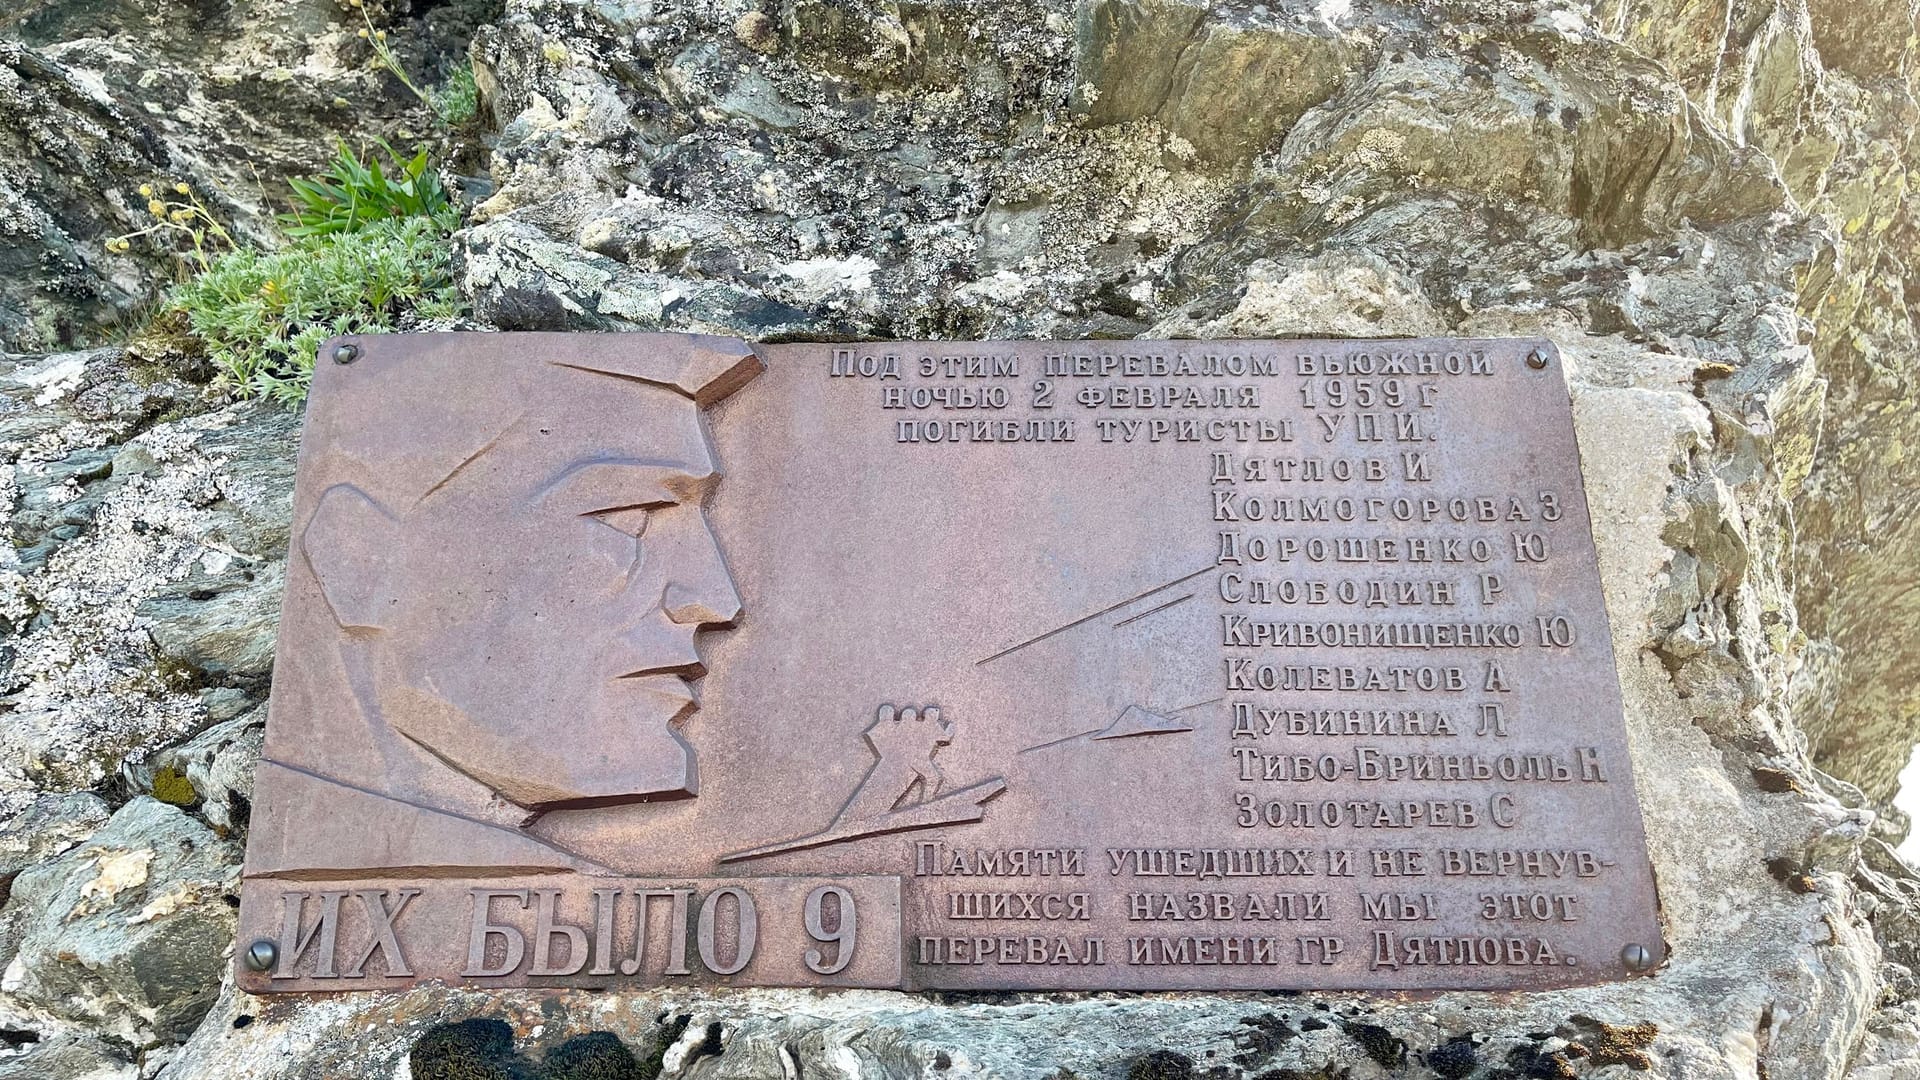 Под этим перевалом вьюжной
ночью 2 февраля 1959 г
погибли туристы УПИ.
Дятлов И
Колмогорова З
Дорошенко Ю
Слободин Р
Кривонищенко Ю
Колеватов А
Дубинина Л
Тибо-Бриньоль Н
Золотарев С
Памяти ушедших и не вернув-
шихся назвали мы этот
перевал имени гр Дятлова.
ИХ БЫЛО 9